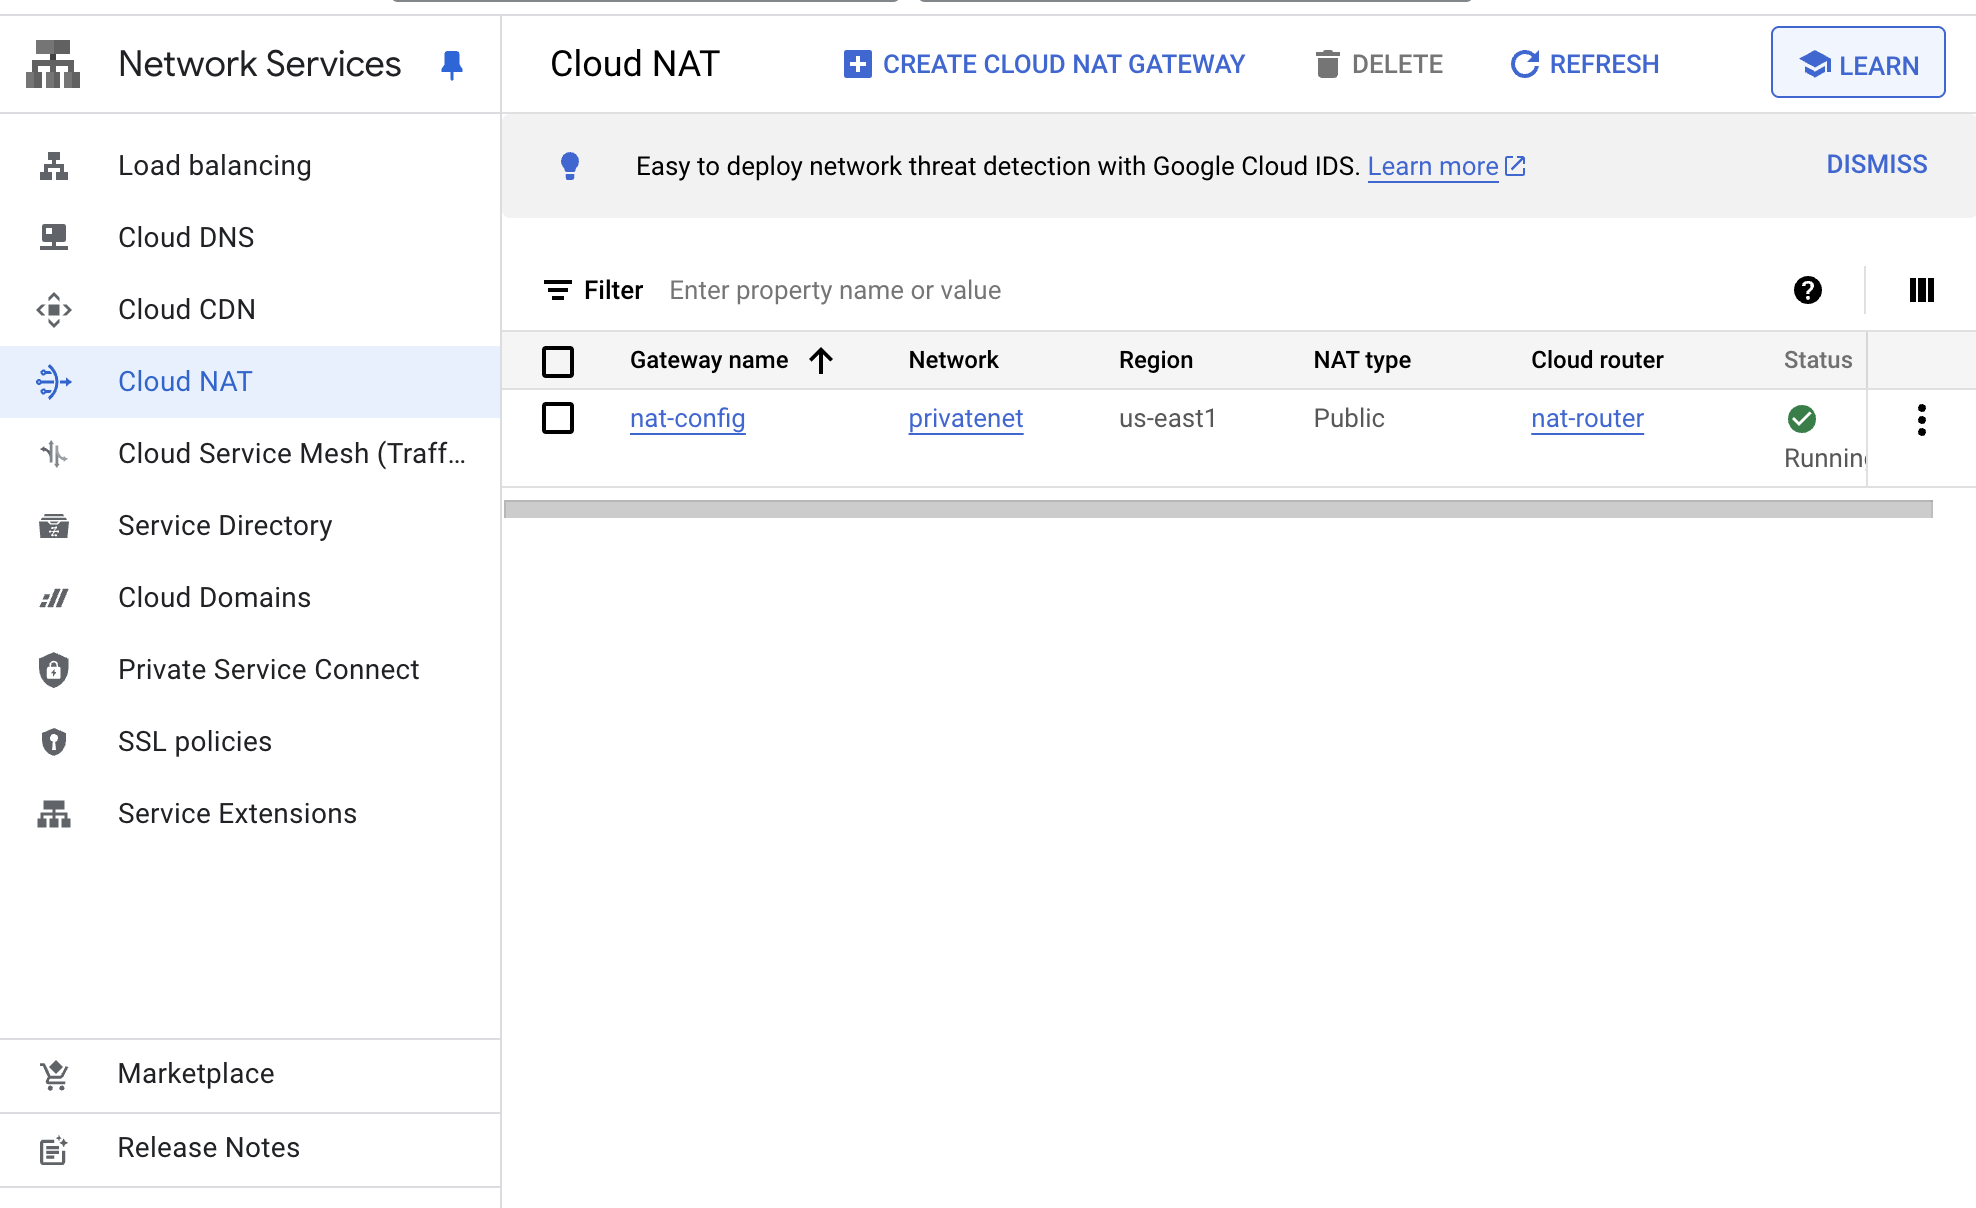 Network Services
Cloud NAT
CREATE CLOUD NAT GATEWAY
DELETE
REFRESH
LEARN
Load balancing
Cloud DNS
Cloud CDN
Cloud NAT
Cloud Service Mesh (Traff...
Service Directory
Cloud Domains
Private Service Connect
SSL policies
Service Extensions
Marketplace
Release Notes
Easy to deploy network threat detection with Google Cloud IDS. Learn more
DISMISS
Filter Enter property name or value
Gateway name Network Region NAT type Cloud router Status
nat-config privatenet us-east1 Public nat-router
Runnin